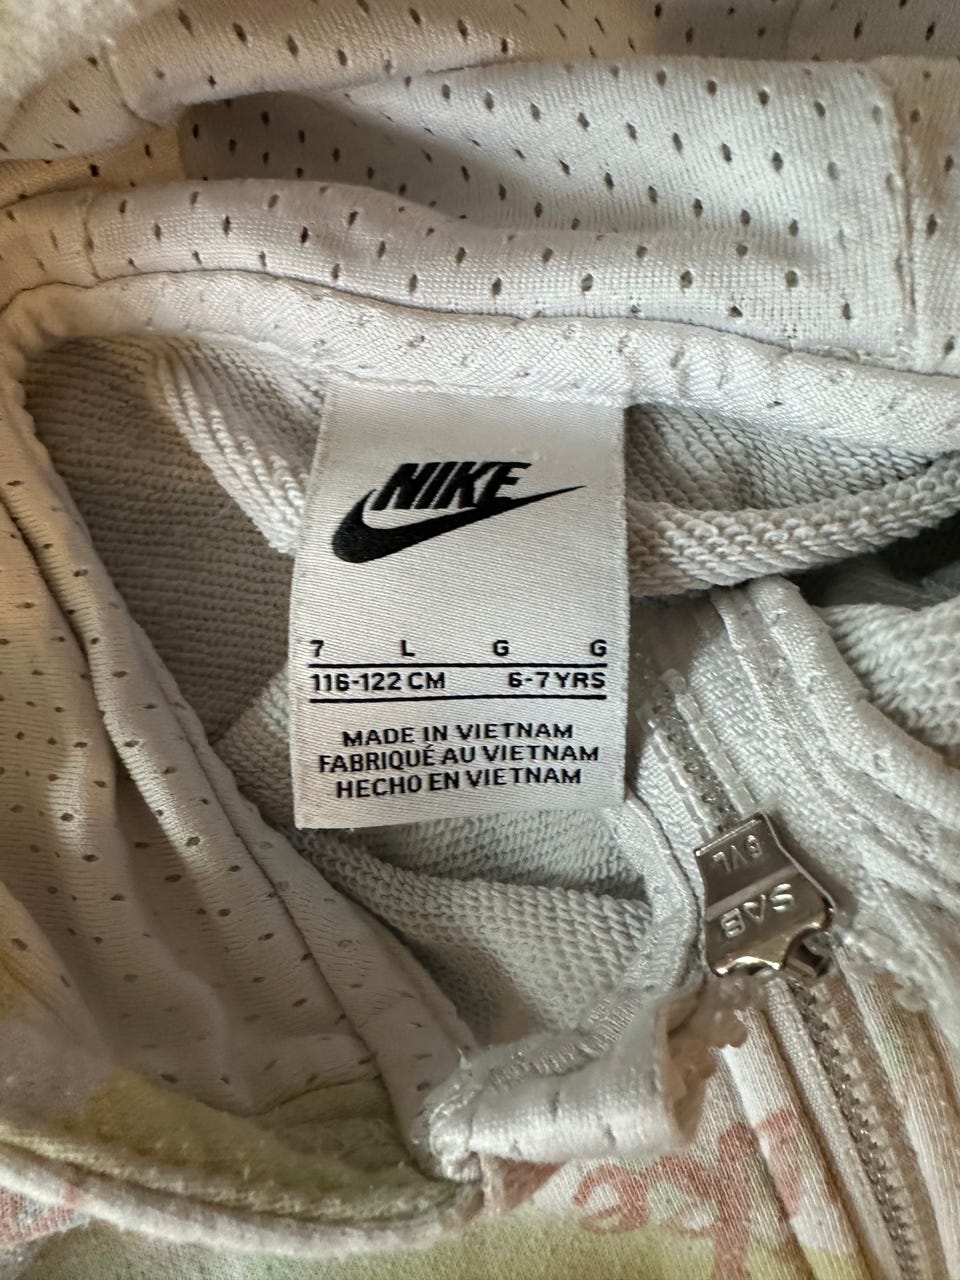 NIKE
7 L G G
116-122 CM 6-7 YRS
MADE IN VIETNAM
FABRIQUÉ AU VIETNAM
HECHO EN VIETNAM
SAB